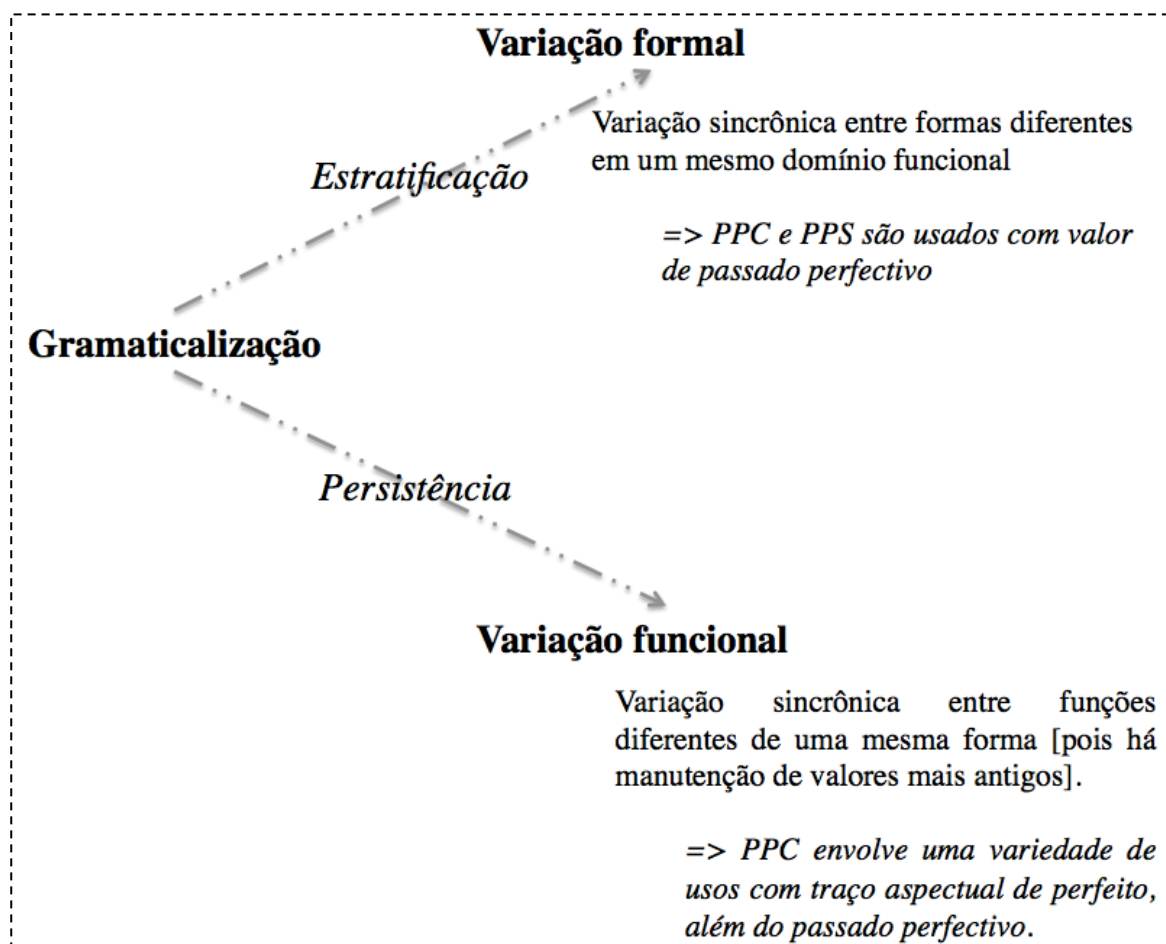 Variação formal
Variação sincrônica entre formas diferentes
em um mesmo domínio funcional
Estratificação
=> PPC e PPS são usados com valor
de passado perfectivo
Gramaticalização
Persistência
Variação funcional
Variação sincrônica entre funções
diferentes de uma mesma forma [pois há
manutenção de valores mais antigos].
=> PPC envolve uma variedade de
usos com traço aspectual de perfeito,
além do passado perfectivo.